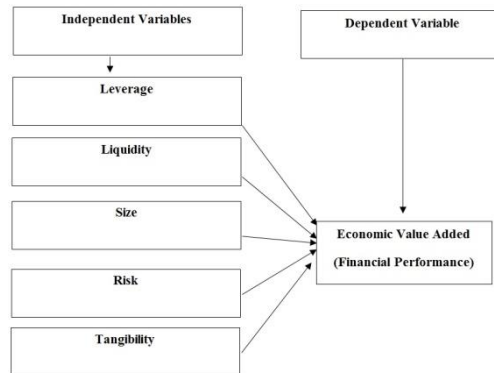 Independent Variables
Dependent Variable
Leverage
Liquidity
Size
Economic Value Added
(Financial Performance)
Risk
Tangibility